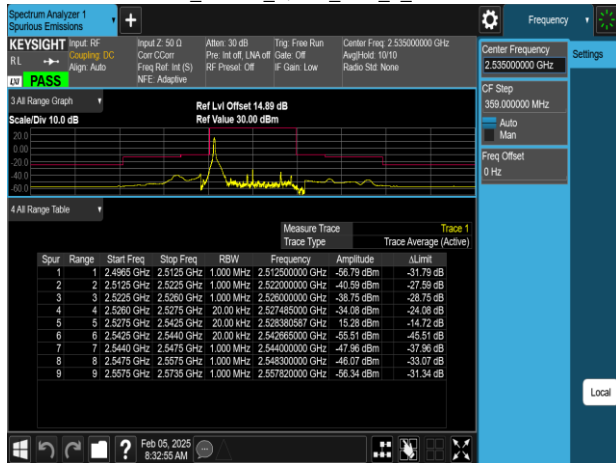 Spectrum Analyzer 1
Spurious Emissions
Frequency
KEYSIGHT
RL
LXI PASS
Input: RF
Coupling: DC
Align: Auto
Input Z: 50 Ω
Corr CCorr
Freq Ref: Int (S)
NFE: Adaptive
Atten: 30 dB
Pre: Int off, LNA off
RF Preset: Off
Trig: Free Run
Gate: Off
IF Gain: Low
Center Freq: 2.535000000 GHz
Avg|Hold: 10/10
Radio Std: None
Center Frequency
2.535000000 GHz
Settings
CF Step
359.000000 MHz
Auto
Man
Freq Offset
0 Hz
3 All Range Graph
Scale/Div 10.0 dB
Ref Lvl Offset 14.89 dB
Ref Value 30.00 dBm
20.0
0.00
-20.0
-40.0
-60.0
4 All Range Table
Measure Trace Trace 1
Trace Type Trace Average (Active)
Spur Range Start Freq Stop Freq RBW Frequency Amplitude ΔLimit
1 1 2.4965 GHz 2.5125 GHz 1.000 MHz 2.512500000 GHz -56.79 dBm -31.79 dB
2 2 2.5125 GHz 2.5225 GHz 1.000 MHz 2.522000000 GHz -40.59 dBm -27.59 dB
3 3 2.5225 GHz 2.5260 GHz 1.000 MHz 2.526000000 GHz -38.75 dBm -28.75 dB
4 4 2.5260 GHz 2.5275 GHz 20.00 kHz 2.527485000 GHz -34.08 dBm -24.08 dB
5 5 2.5275 GHz 2.5425 GHz 20.00 kHz 2.528380587 GHz 15.28 dBm -14.72 dB
6 6 2.5425 GHz 2.5440 GHz 20.00 kHz 2.542665000 GHz -55.51 dBm -45.51 dB
7 7 2.5440 GHz 2.5475 GHz 1.000 MHz 2.544000000 GHz -47.96 dBm -37.96 dB
8 8 2.5475 GHz 2.5575 GHz 1.000 MHz 2.548300000 GHz -46.07 dBm -33.07 dB
9 9 2.5575 GHz 2.5735 GHz 1.000 MHz 2.557820000 GHz -56.34 dBm -31.34 dB
Local
Feb 05, 2025
8:32:55 AM